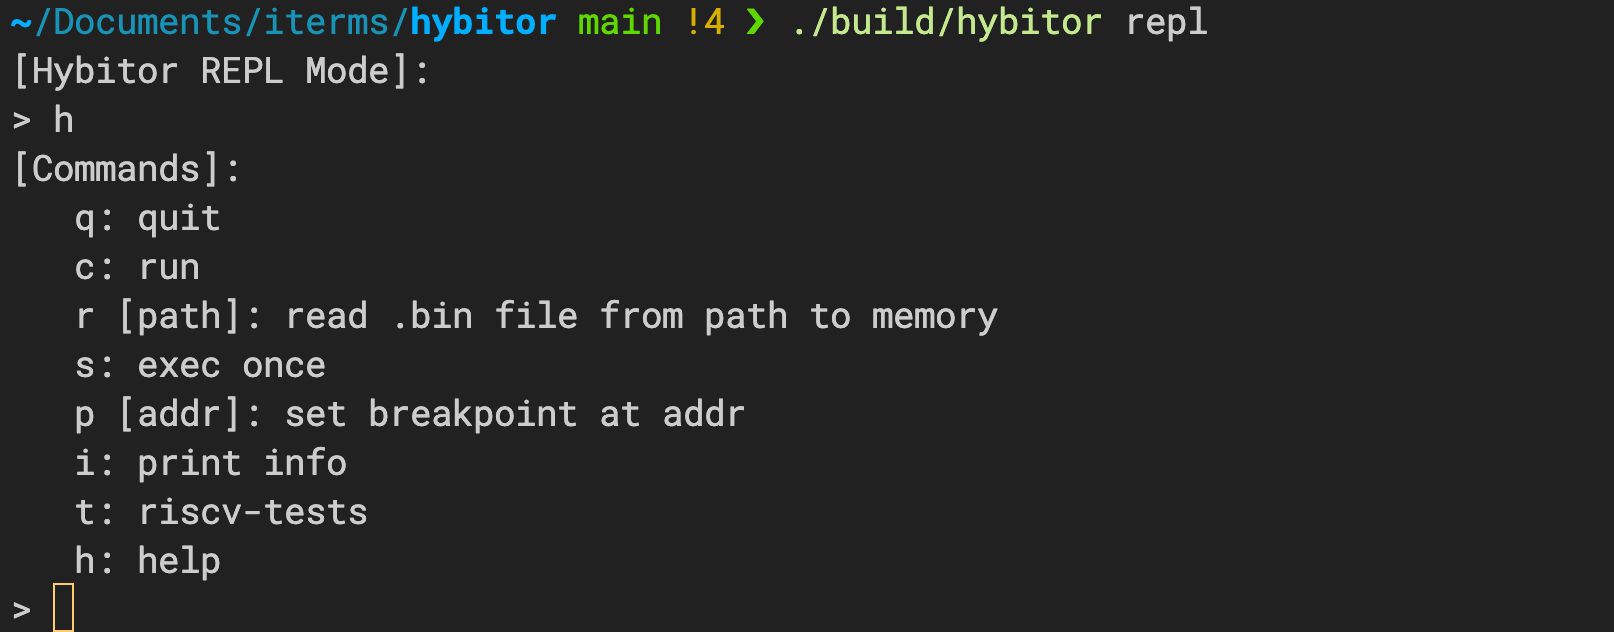 ~/Documents/iterms/hybitor main !4 ❯ ./build/hybitor repl
[Hybitor REPL Mode]:
> h
[Commands]:
   q: quit
   c: run
   r [path]: read .bin file from path to memory
   s: exec once
   p [addr]: set breakpoint at addr
   i: print info
   t: riscv-tests
   h: help
>